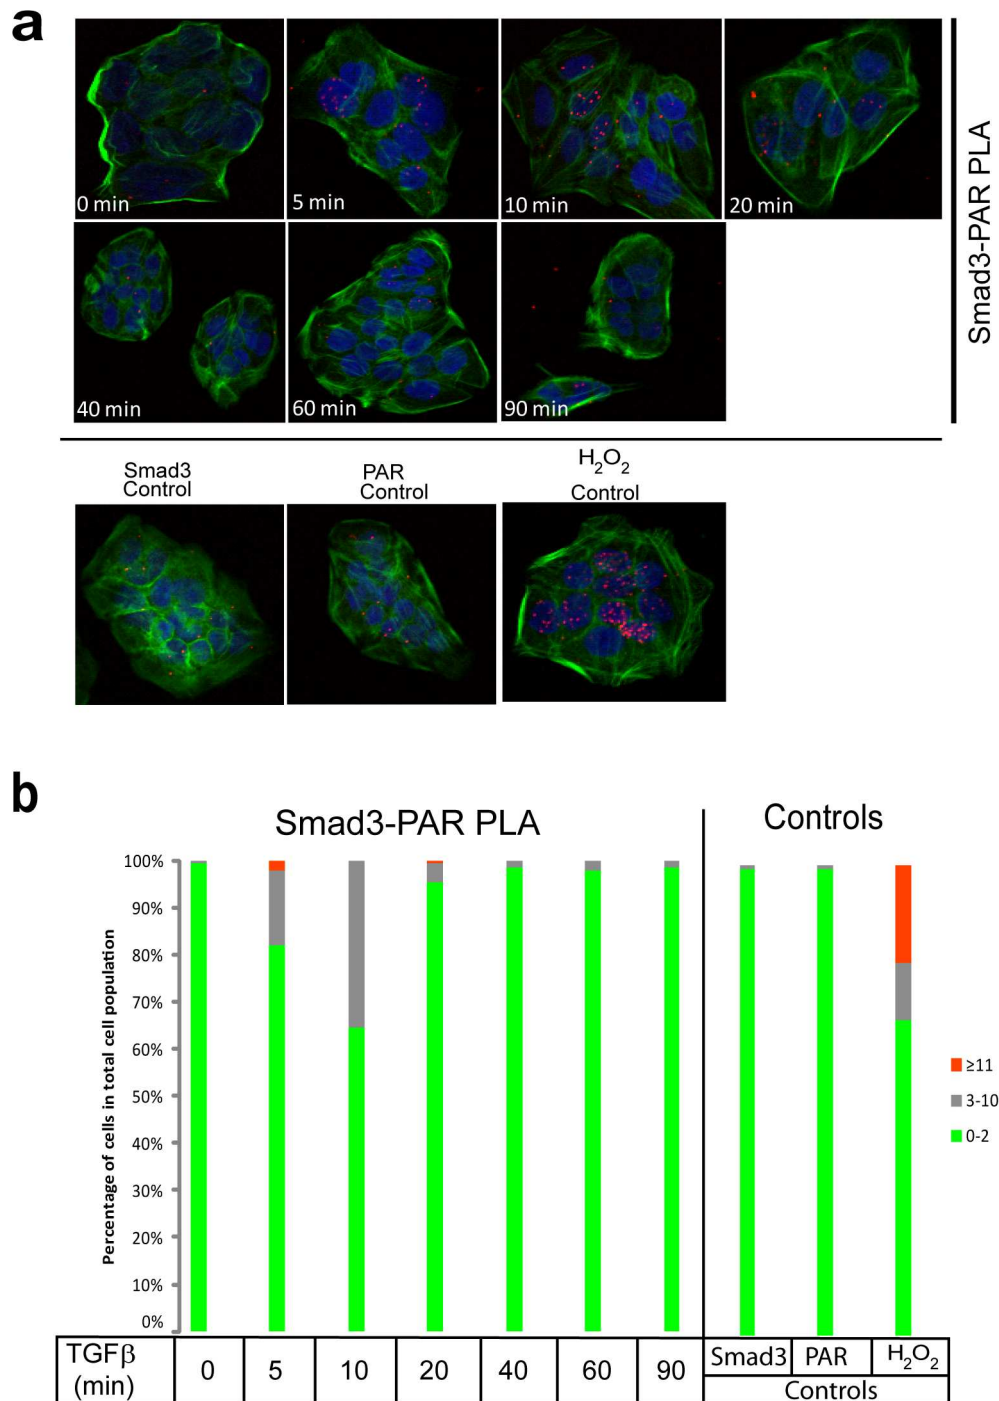 a
0 min
5 min
10 min
20 min
40 min
60 min
90 min
Smad3-PAR PLA
Smad3
Control
PAR
Control
H₂O₂
Control
b
Smad3-PAR PLA
Controls
Percentage of cells in total cell population
100%
90%
80%
70%
60%
50%
40%
30%
20%
10%
0%
≥11
3-10
0-2
TGFβ
(min)
0
5
10
20
40
60
90
Smad3
PAR
H₂O₂
Controls